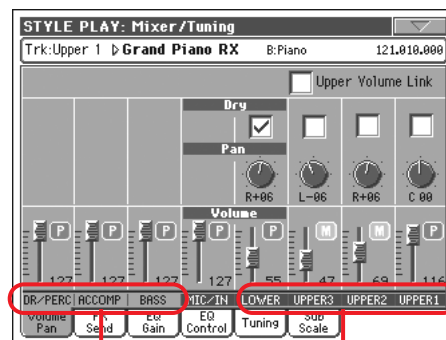 STYLE PLAY: Mixer/Tuning
Trk:Upper 1 ▷Grand Piano RX B:Piano 121.010.000
Upper Volume Link
Dry
Pan
R+06 L-06 R+06 C 00
Volume
P P P P P M M P
127 127 127 127 55 47 69 116
DR/PERC ACCOMP BASS MIC/IN LOWER UPPER3 UPPER2 UPPER1
Volume Pan FX Send EQ Gain EQ Control Tuning Sub Scale